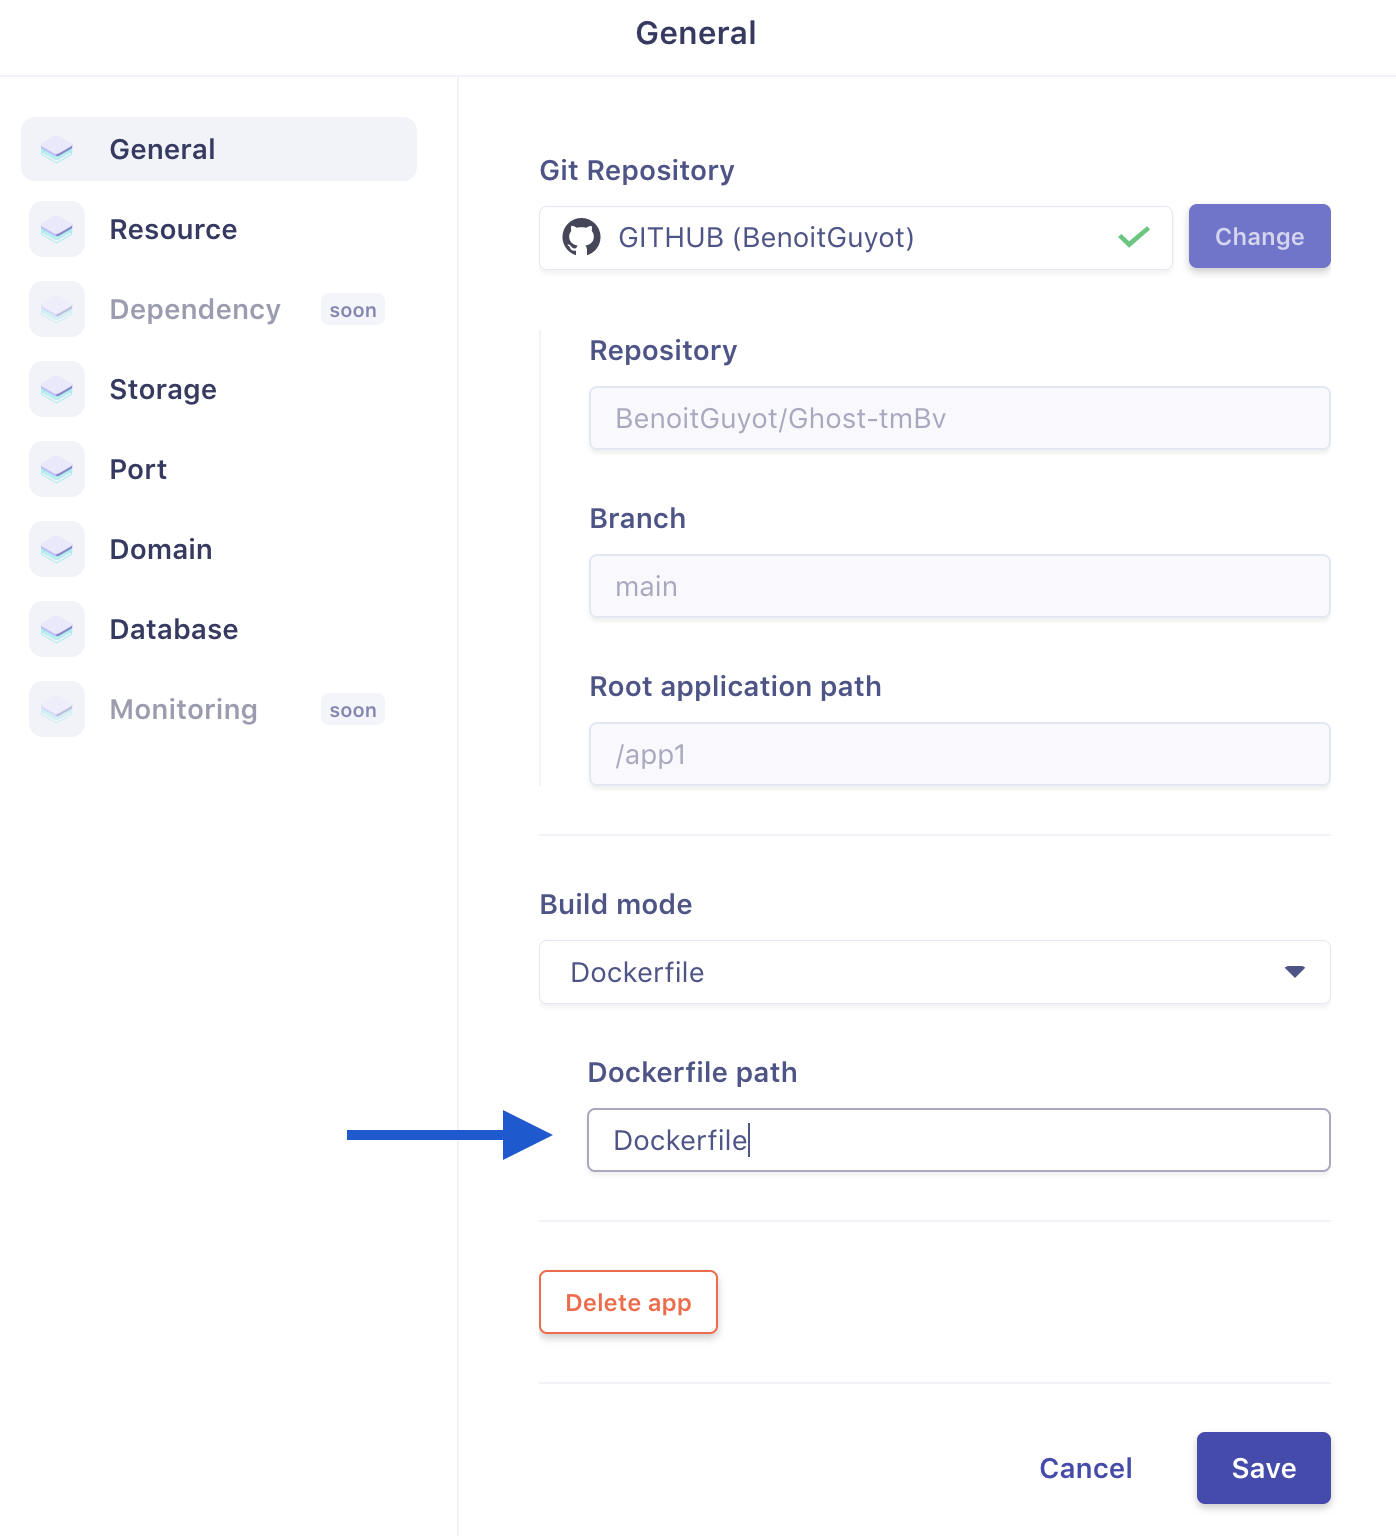 General
General
Resource
Dependency soon
Storage
Port
Domain
Database
Monitoring soon
Git Repository
GITHUB (BenoitGuyot)
Change
Repository
BenoitGuyot/Ghost-tmBv
Branch
main
Root application path
/app1
Build mode
Dockerfile
Dockerfile path
Dockerfile
Delete app
Cancel
Save